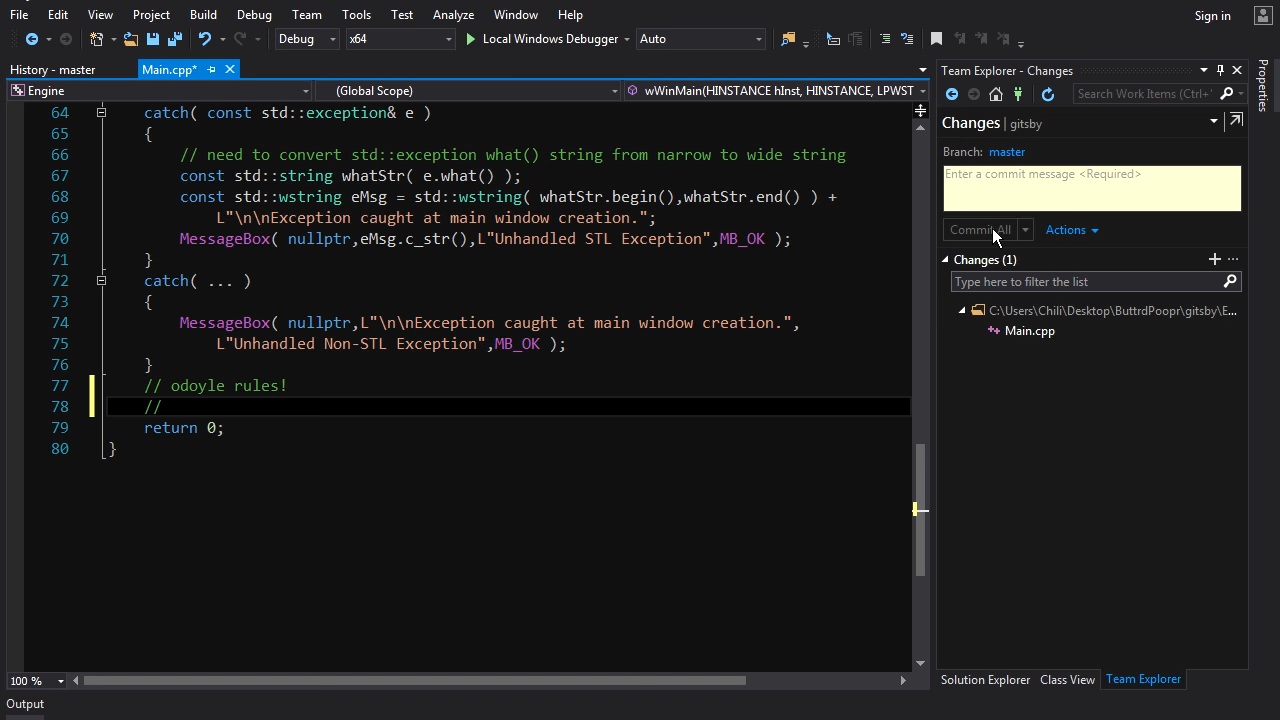 File Edit View Project Build Debug Team Tools Test Analyze Window Help Sign in
Debug x64 Local Windows Debugger Auto
History - master Main.cpp*
Engine (Global Scope) wWinMain(HINSTANCE hInst, HINSTANCE, LPWST
64 catch( const std::exception& e )
65 {
66 // need to convert std::exception what() string from narrow to wide string
67 const std::string whatStr( e.what() );
68 const std::wstring eMsg = std::wstring( whatStr.begin(),whatStr.end() ) +
69 L"\n\nException caught at main window creation.";
70 MessageBox( nullptr,eMsg.c_str(),L"Unhandled STL Exception",MB_OK );
71 }
72 catch( ... )
73 {
74 MessageBox( nullptr,L"\n\nException caught at main window creation.",
75 L"Unhandled Non-STL Exception",MB_OK );
76 }
77 // odoyle rules!
78 //
79 return 0;
80 }
100 %
Output
Team Explorer - Changes
Search Work Items (Ctrl+'
Changes | gitsby
Branch: master
Enter a commit message <Required>
Commit All Actions
Changes (1)
Type here to filter the list
C:\Users\Chili\Desktop\ButtrdPoopr\gitsby\E...
Main.cpp
Solution Explorer Class View Team Explorer
Properties